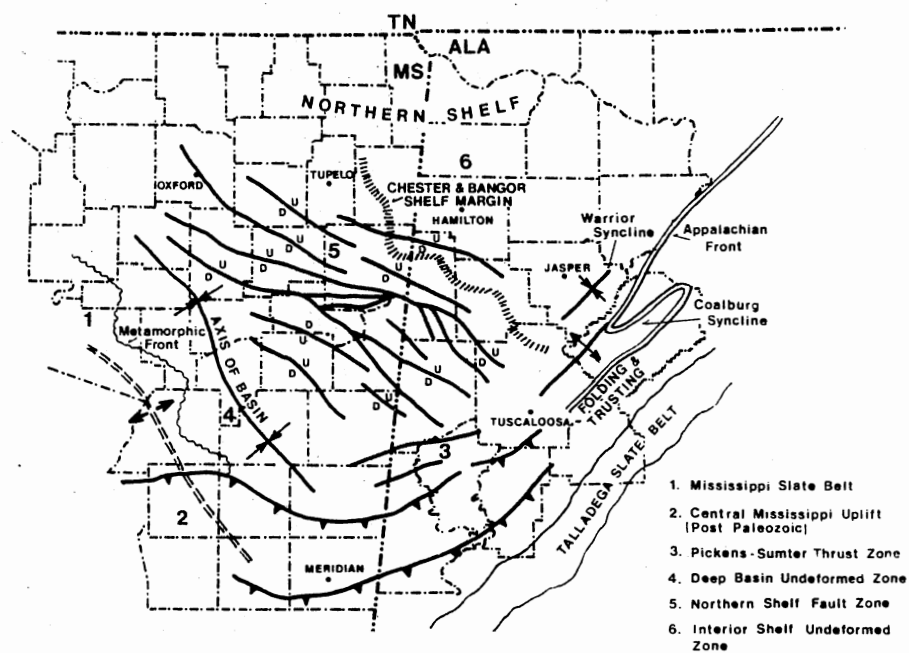 TN
ALA
MS
NORTHERN SHELF
6
OXFORD
TUPELO
CHESTER & BANGOR
SHELF MARGIN
HAMILTON
Warrior
Syncline
Appalachian
Front
U
D
U
D
5
U
D
U
D
U
D
U
D
JASPER
Coalburg
Syncline
1
Metamorphic
Front
AXIS OF BASIN
U
D
U
D
U
D
U
D
FOLDING &
TRUSTING
4
TUSCALOOSA
3
TALLADEGA SLATE BELT
2
MERIDIAN
1. Mississippi Slate Belt
2. Central Mississippi Uplift
(Post Paleozoic)
3. Pickens-Sumter Thrust Zone
4. Deep Basin Undeformed Zone
5. Northern Shelf Fault Zone
6. Interior Shelf Undeformed
Zone